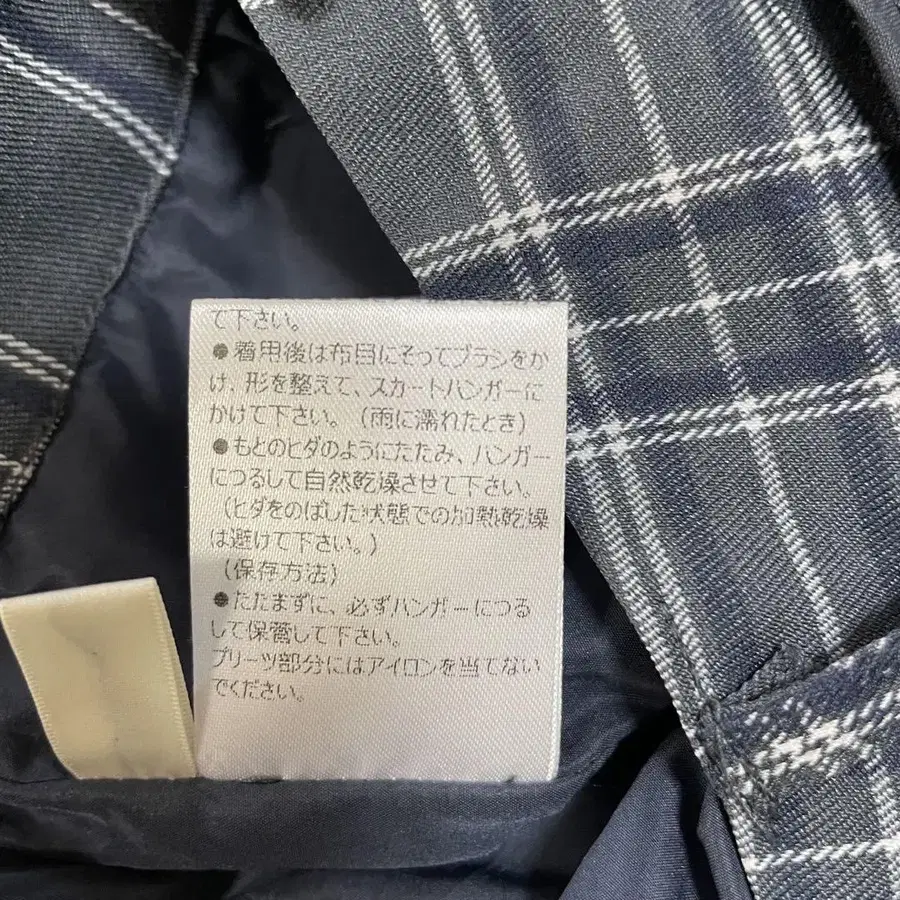 て下さい。
●着用後は布目にそってブラシをか
け、形を整えて、スカートハンガーに
かけて下さい。(雨に濡れたとき)
●もとのヒダのようにたたみ、ハンガー
につるして自然乾燥させて下さい。
(ヒダをのばした状態での加熱乾燥
は避けて下さい。)
(保存方法)
●たたまずに、必ずハンガーにつる
して保管して下さい。
プリーツ部分にはアイロンを当てない
でください。